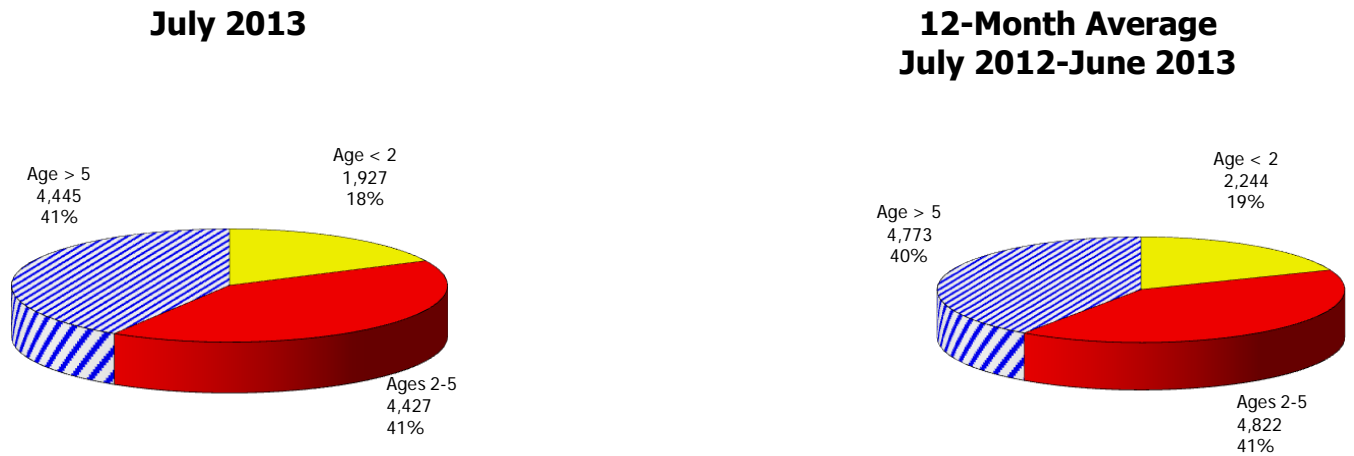 July 2013
Age > 5
4,445
41%
Age < 2
1,927
18%
Ages 2-5
4,427
41%
12-Month Average
July 2012-June 2013
Age > 5
4,773
40%
Age < 2
2,244
19%
Ages 2-5
4,822
41%